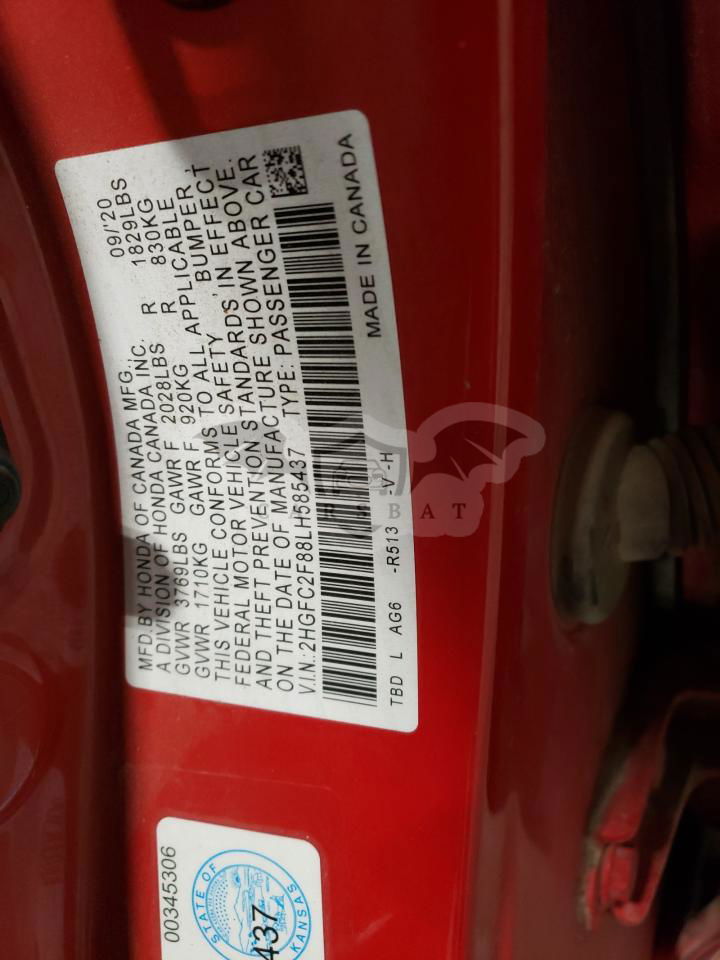 MFD.BY HONDA OF CANADA MFG., 09/'20
A DIVISION OF HONDA CANADA INC.
GVWR 3769LBS GAWR F 2028LBS R 1829LBS
GVWR 1710KG GAWR F 920KG R 830KG
THIS VEHICLE CONFORMS TO ALL APPLICABLE
FEDERAL MOTOR VEHICLE SAFETY, BUMPER,
AND THEFT PREVENTION STANDARDS IN EFFECT
ON THE DATE OF MANUFACTURE SHOWN ABOVE.
V.I.N.:2HGFC2F88LH585437 TYPE: PASSENGER CAR
TBD L AG6 -R513 -V -H MADE IN CANADA
00345306
STATE OF
KANSAS
437